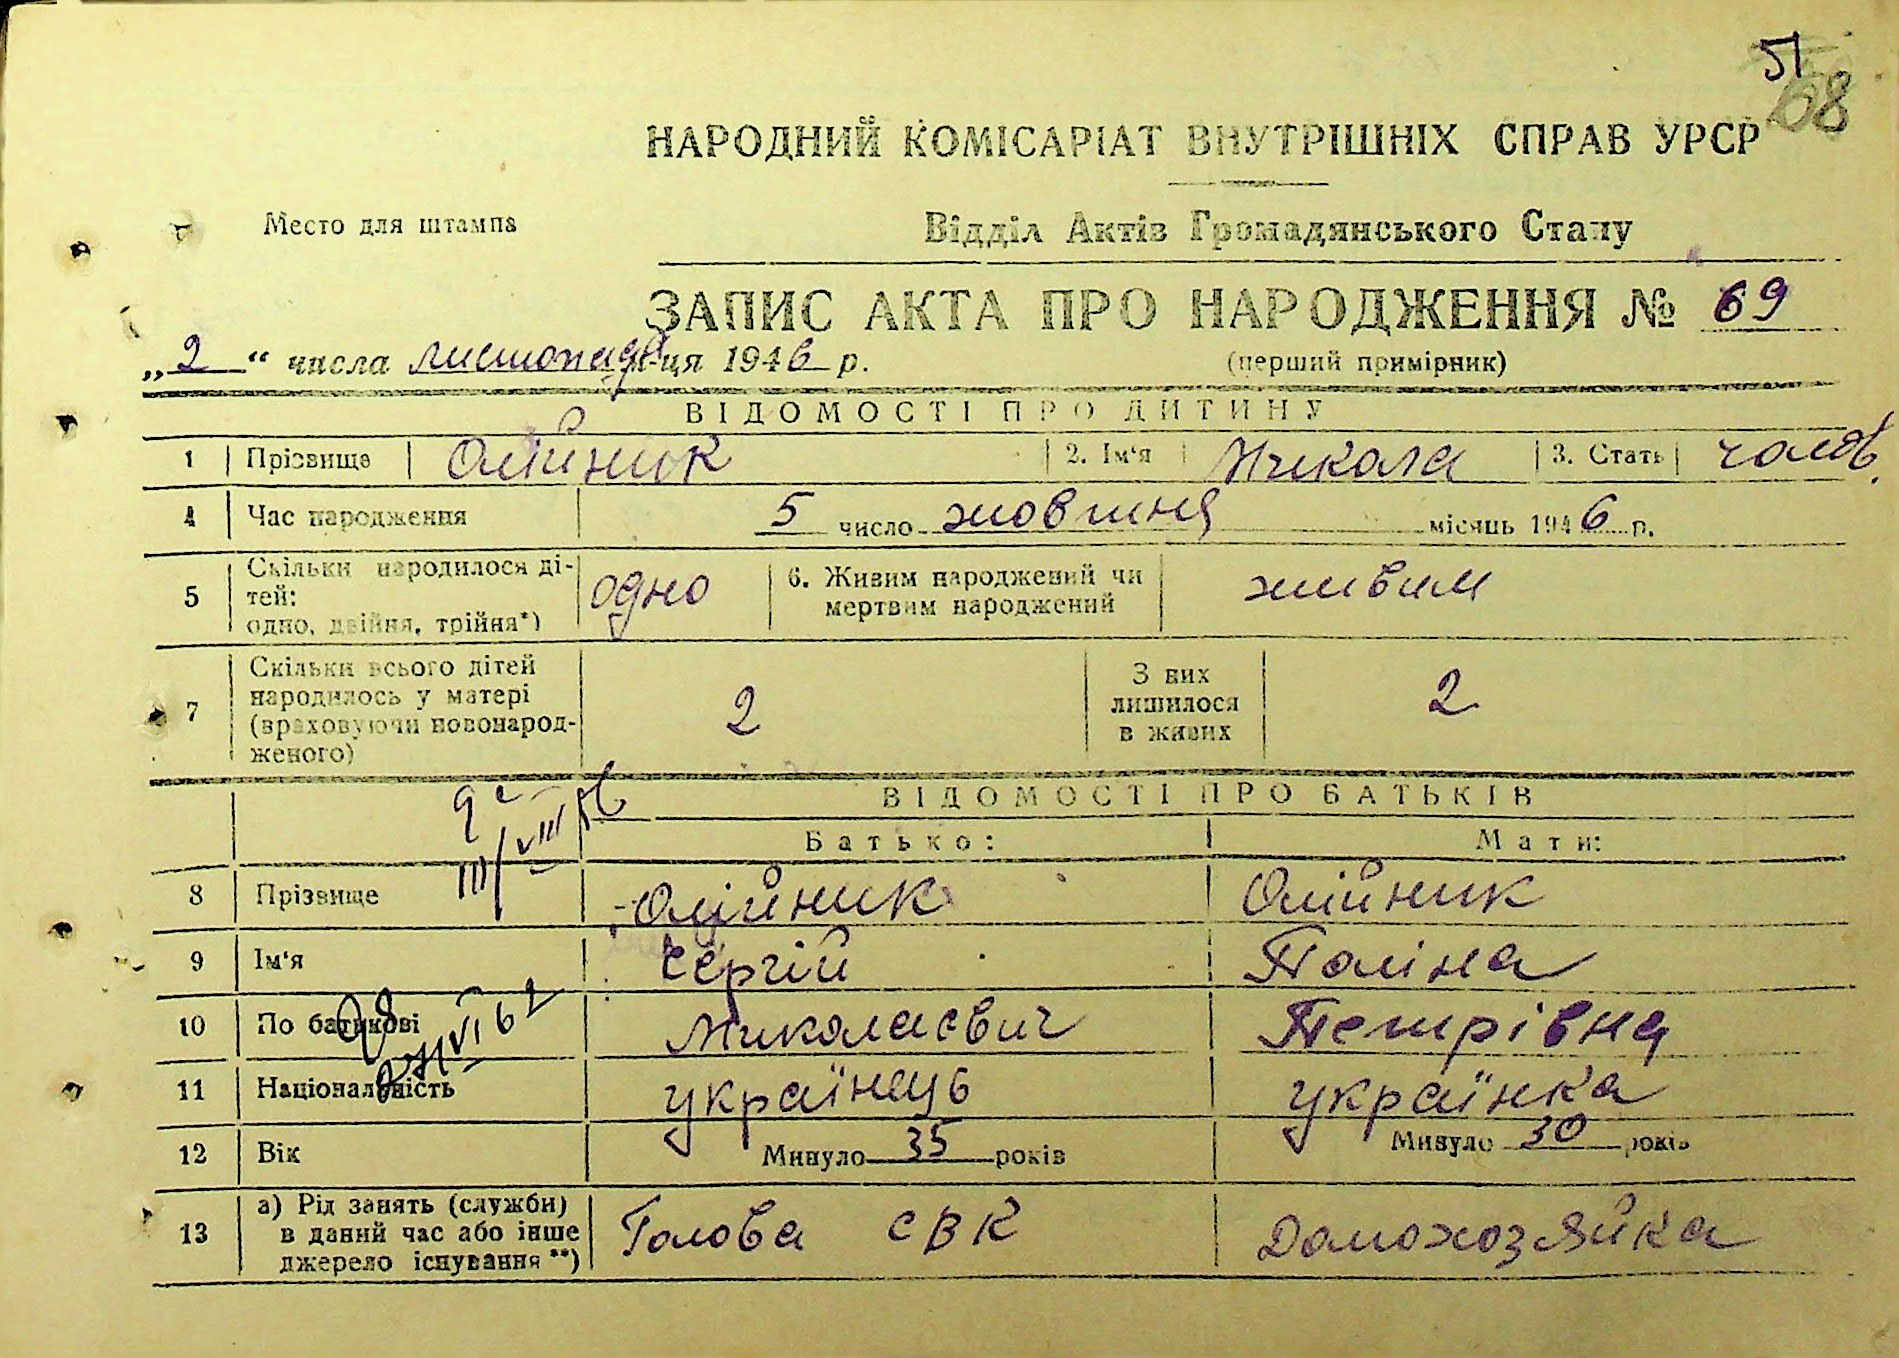 51
68
НАРОДНИЙ КОМІСАРІАТ ВНУТРІШНІХ СПРАВ УРСР
Место для штампа
Відділ Актів Громадянського Стану
ЗАПИС АКТА ПРО НАРОДЖЕННЯ № 69
„2“ числа листопада м-ця 1946 р.
(перший примірник)
ВІДОМОСТІ ПРО ДИТИНУ
1 Прізвище Олійник 2. Ім'я Микола 3. Стать чолов.
4 Час народження 5 число жовтня місяць 1946 р.
5 Скільки народилося ді-
тей:
одно, двійня, трійня*)
одно
6. Живим народжений чи
мертвим народжений
живим
7 Скільки всього дітей
народилось у матері
(враховуючи новонарод-
женого)
2
З них
лишилося
в живих
2
ВІДОМОСТІ ПРО БАТЬКІВ
Батько: Мати:
8 Прізвище Олійник Олійник
9 Ім'я Сергій Поліна
10 По батькові Миколаєвич Петрівна
11 Національність українець українка
12 Вік Минуло 35 років Минуло 30 років
13 а) Рід занять (служби)
в даний час або інше
джерело існування**)
Голова СВК Домохозяйка